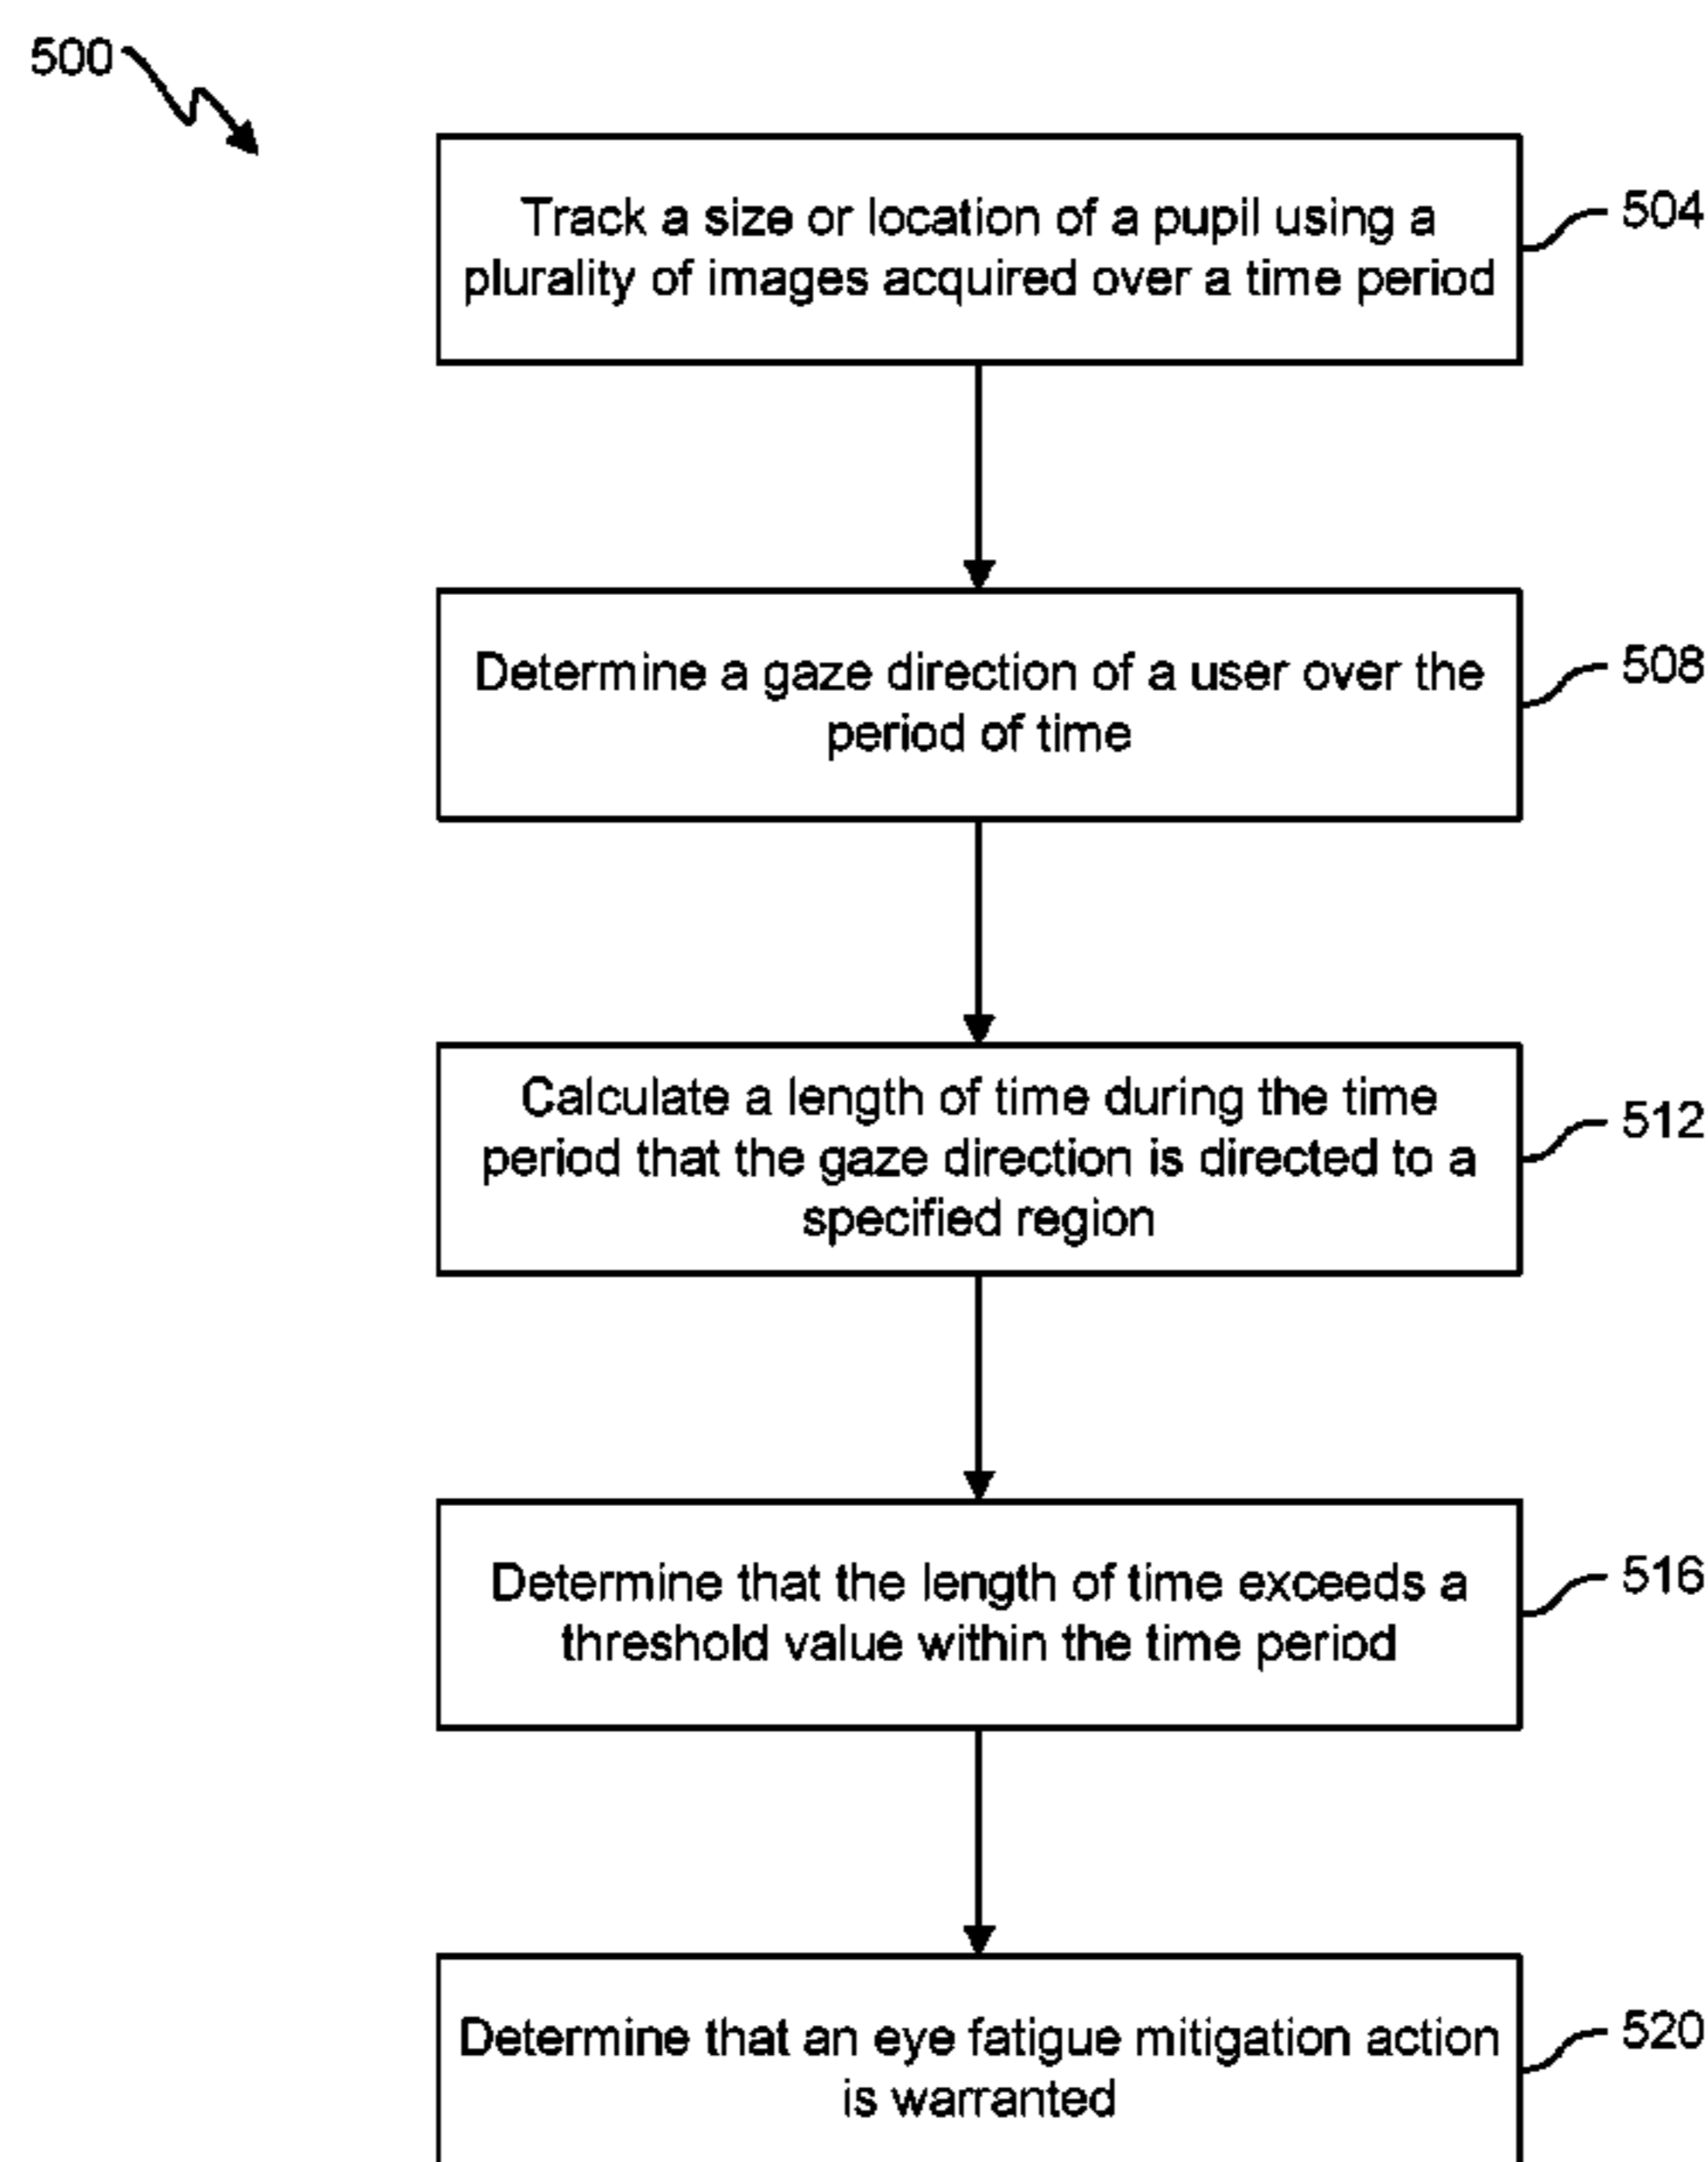 500
Track a size or location of a pupil using a
plurality of images acquired over a time period
504
Determine a gaze direction of a user over the
period of time
508
Calculate a length of time during the time
period that the gaze direction is directed to a
specified region
512
Determine that the length of time exceeds a
threshold value within the time period
516
Determine that an eye fatigue mitigation action
is warranted
520